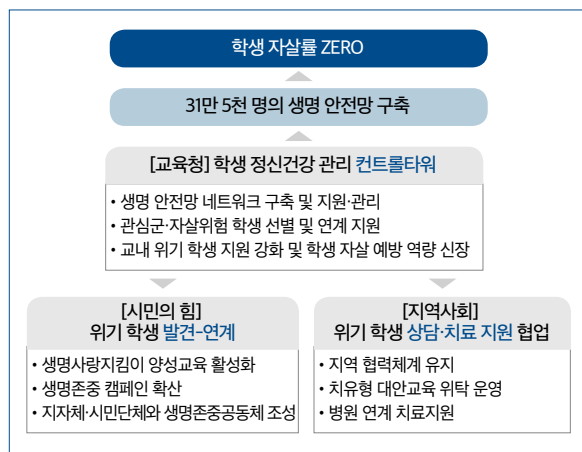 학생 자살률 ZERO
31만 5천 명의 생명 안전망 구축
[교육청] 학생 정신건강 관리 컨트롤타워
• 생명 안전망 네트워크 구축 및 지원·관리
• 관심군·자살위험 학생 선별 및 연계 지원
• 교내 위기 학생 지원 강화 및 학생 자살 예방 역량 신장
[시민의 힘]
위기 학생 발견-연계
• 생명사랑지킴이 양성교육 활성화
• 생명존중 캠페인 확산
• 지자체·시민단체와 생명존중공동체 조성
[지역사회]
위기 학생 상담·치료 지원 협업
• 지역 협력체계 유지
• 치유형 대안교육 위탁 운영
• 병원 연계 치료지원